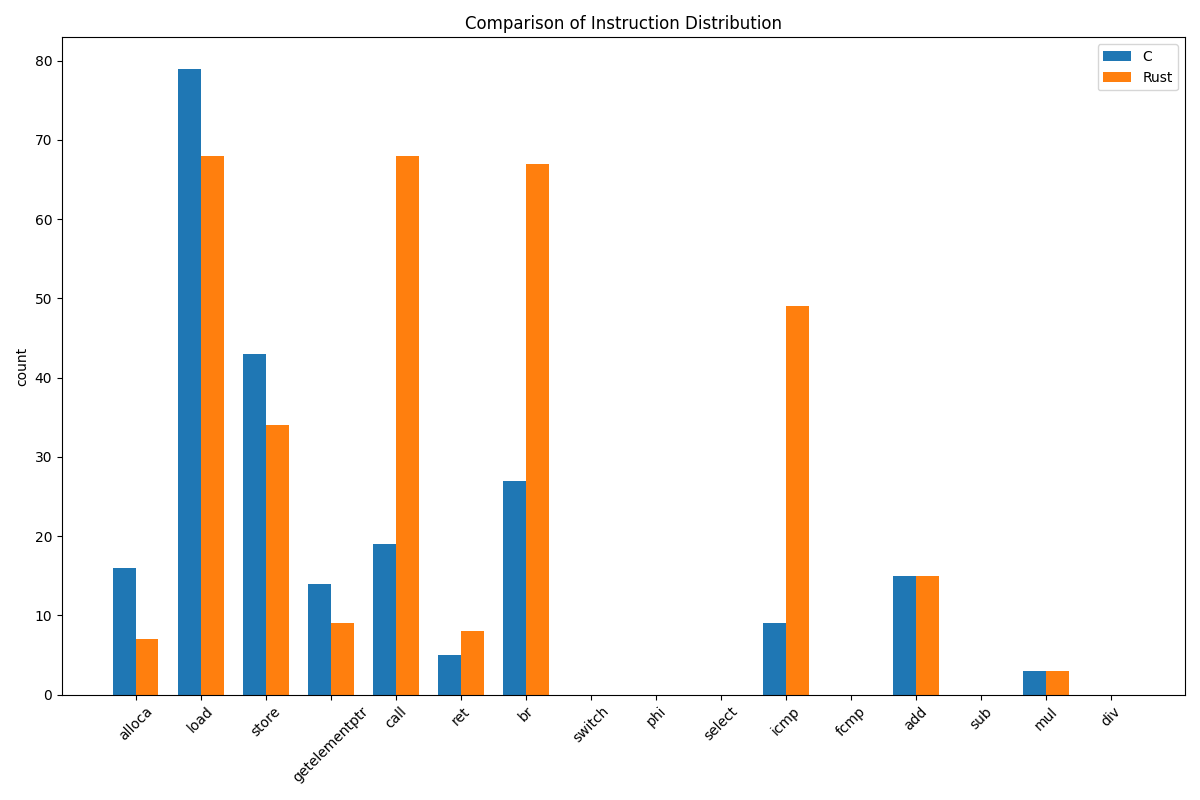 Comparison of Instruction Distribution
C
Rust
count
80
70
60
50
40
30
20
10
0
alloca
load
store
getelementptr
call
ret
br
switch
phi
select
icmp
fcmp
add
sub
mul
div